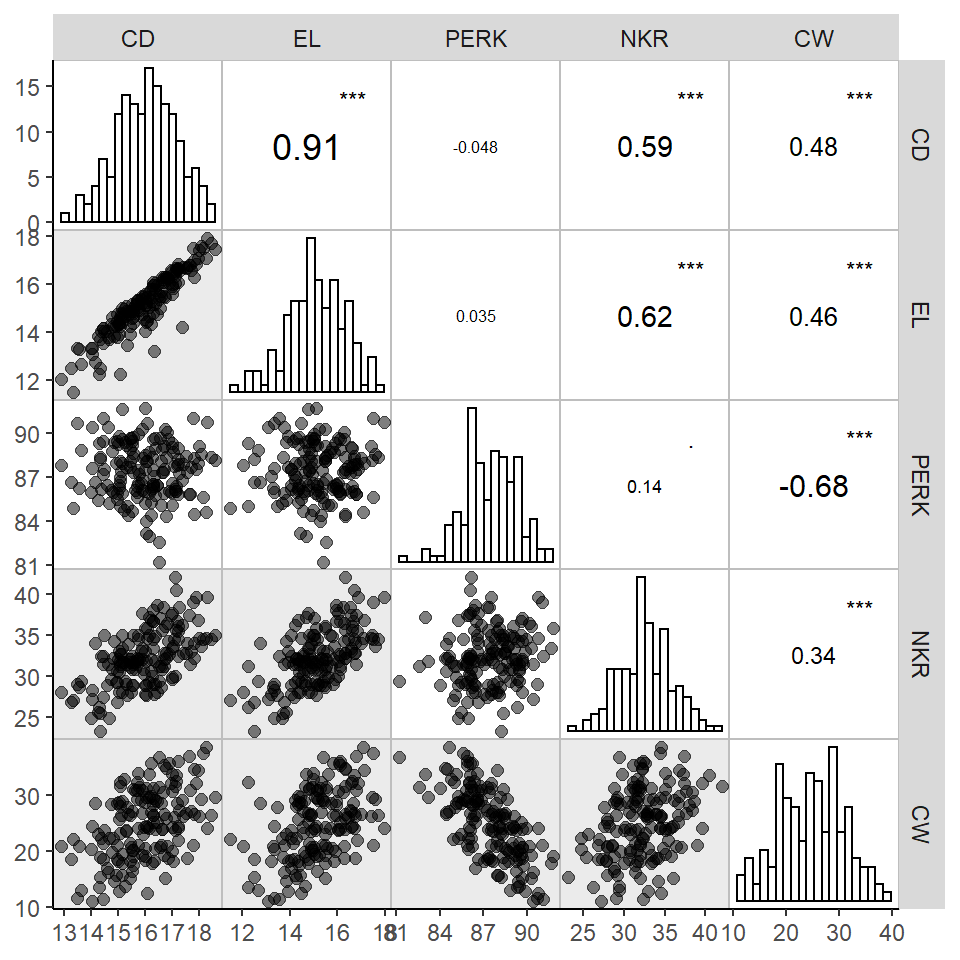 CD EL PERK NKR CW
15
10
5
0
*** *** ***
0.91 -0.048 0.59 0.48
CD
18
16
14
12
*** ***
0.035 0.62 0.46
EL
90
87
84
81
. ***
0.14 -0.68
PERK
40
35
30
25
***
0.34
NKR
30
20
10
CW
13 14 15 16 17 18 12 14 16 18 81 84 87 90 25 30 35 40 10 20 30 40